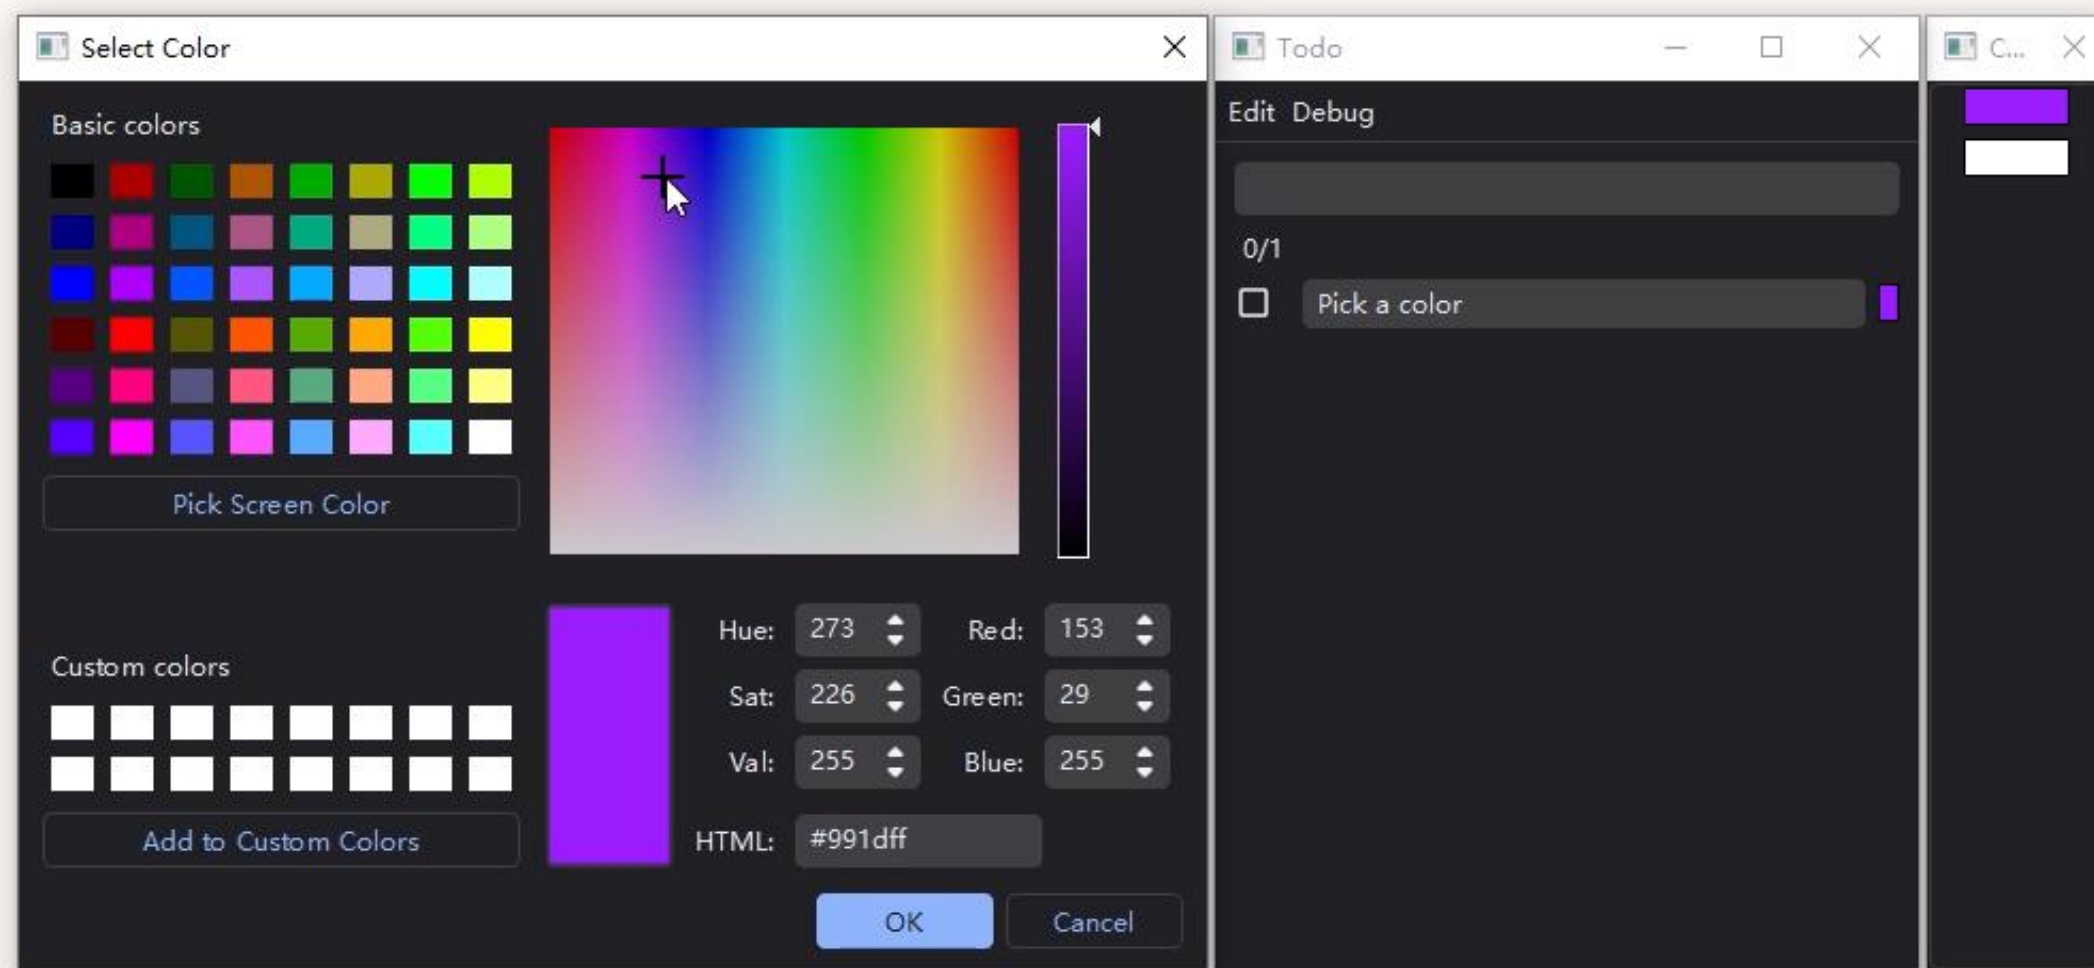 Select Color
Basic colors
Pick Screen Color
Custom colors
Add to Custom Colors
Hue: 273
Red: 153
Sat: 226
Green: 29
Val: 255
Blue: 255
HTML: #991dff
OK
Cancel
Todo
Edit Debug
0/1
Pick a color
C...